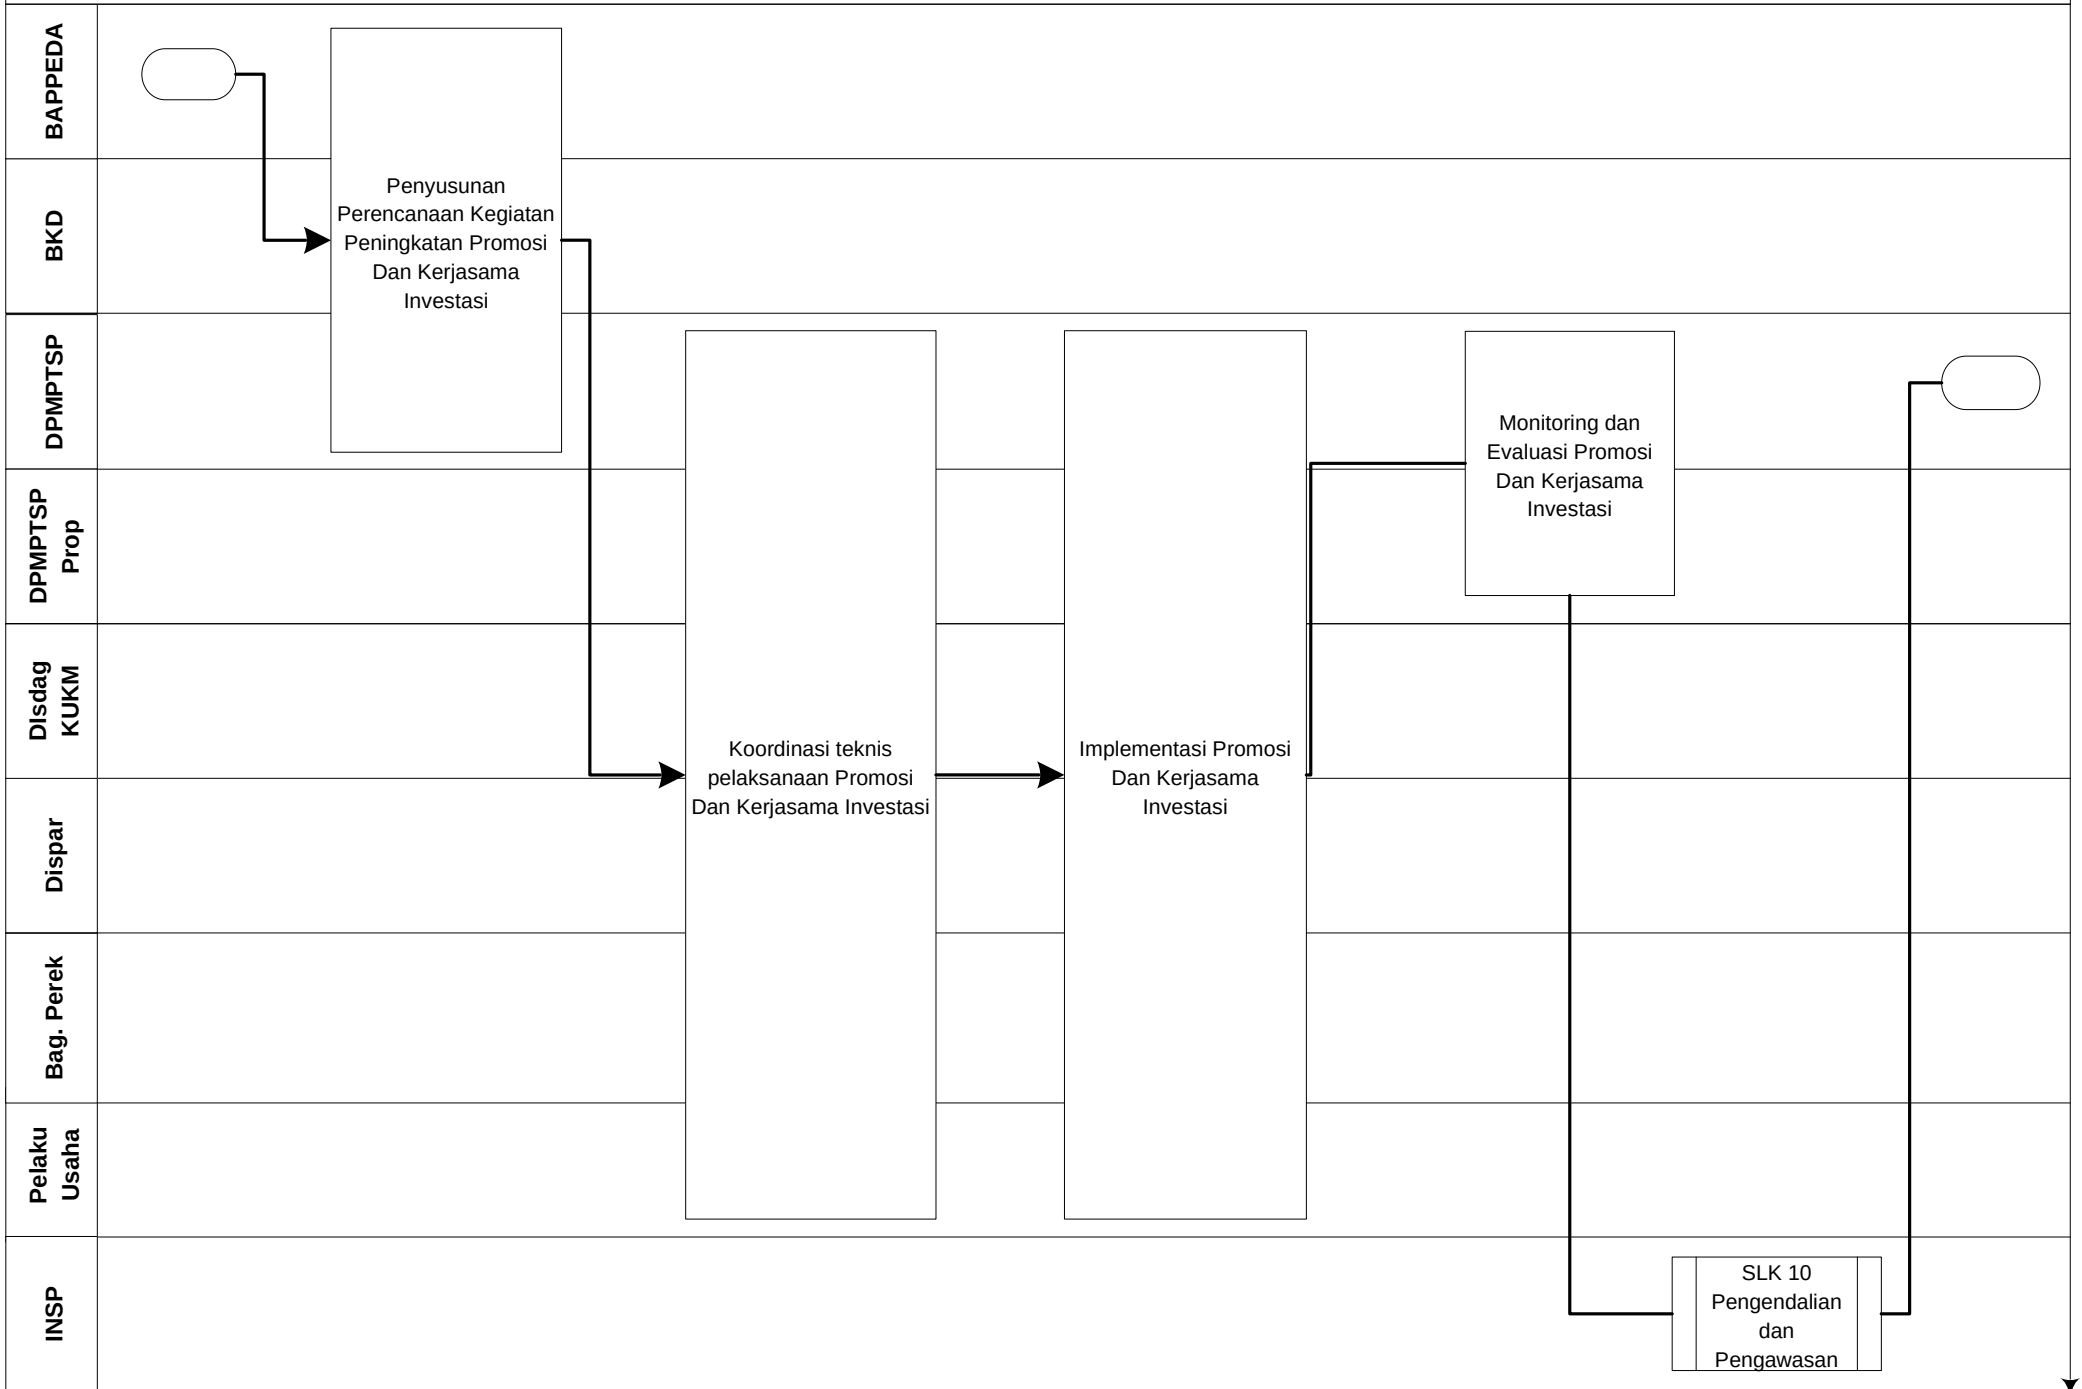 BAPPEDA
BKD
DPMPTSP
DPMPTSP
Prop
DIsdag
KUKM
Dispar
Bag. Perek
Pelaku
Usaha
INSP
Penyusunan
Perencanaan Kegiatan
Peningkatan Promosi
Dan Kerjasama
Investasi
Koordinasi teknis
pelaksanaan Promosi
Dan Kerjasama Investasi
Implementasi Promosi
Dan Kerjasama
Investasi
Monitoring dan
Evaluasi Promosi
Dan Kerjasama
Investasi
SLK 10
Pengendalian
dan
Pengawasan